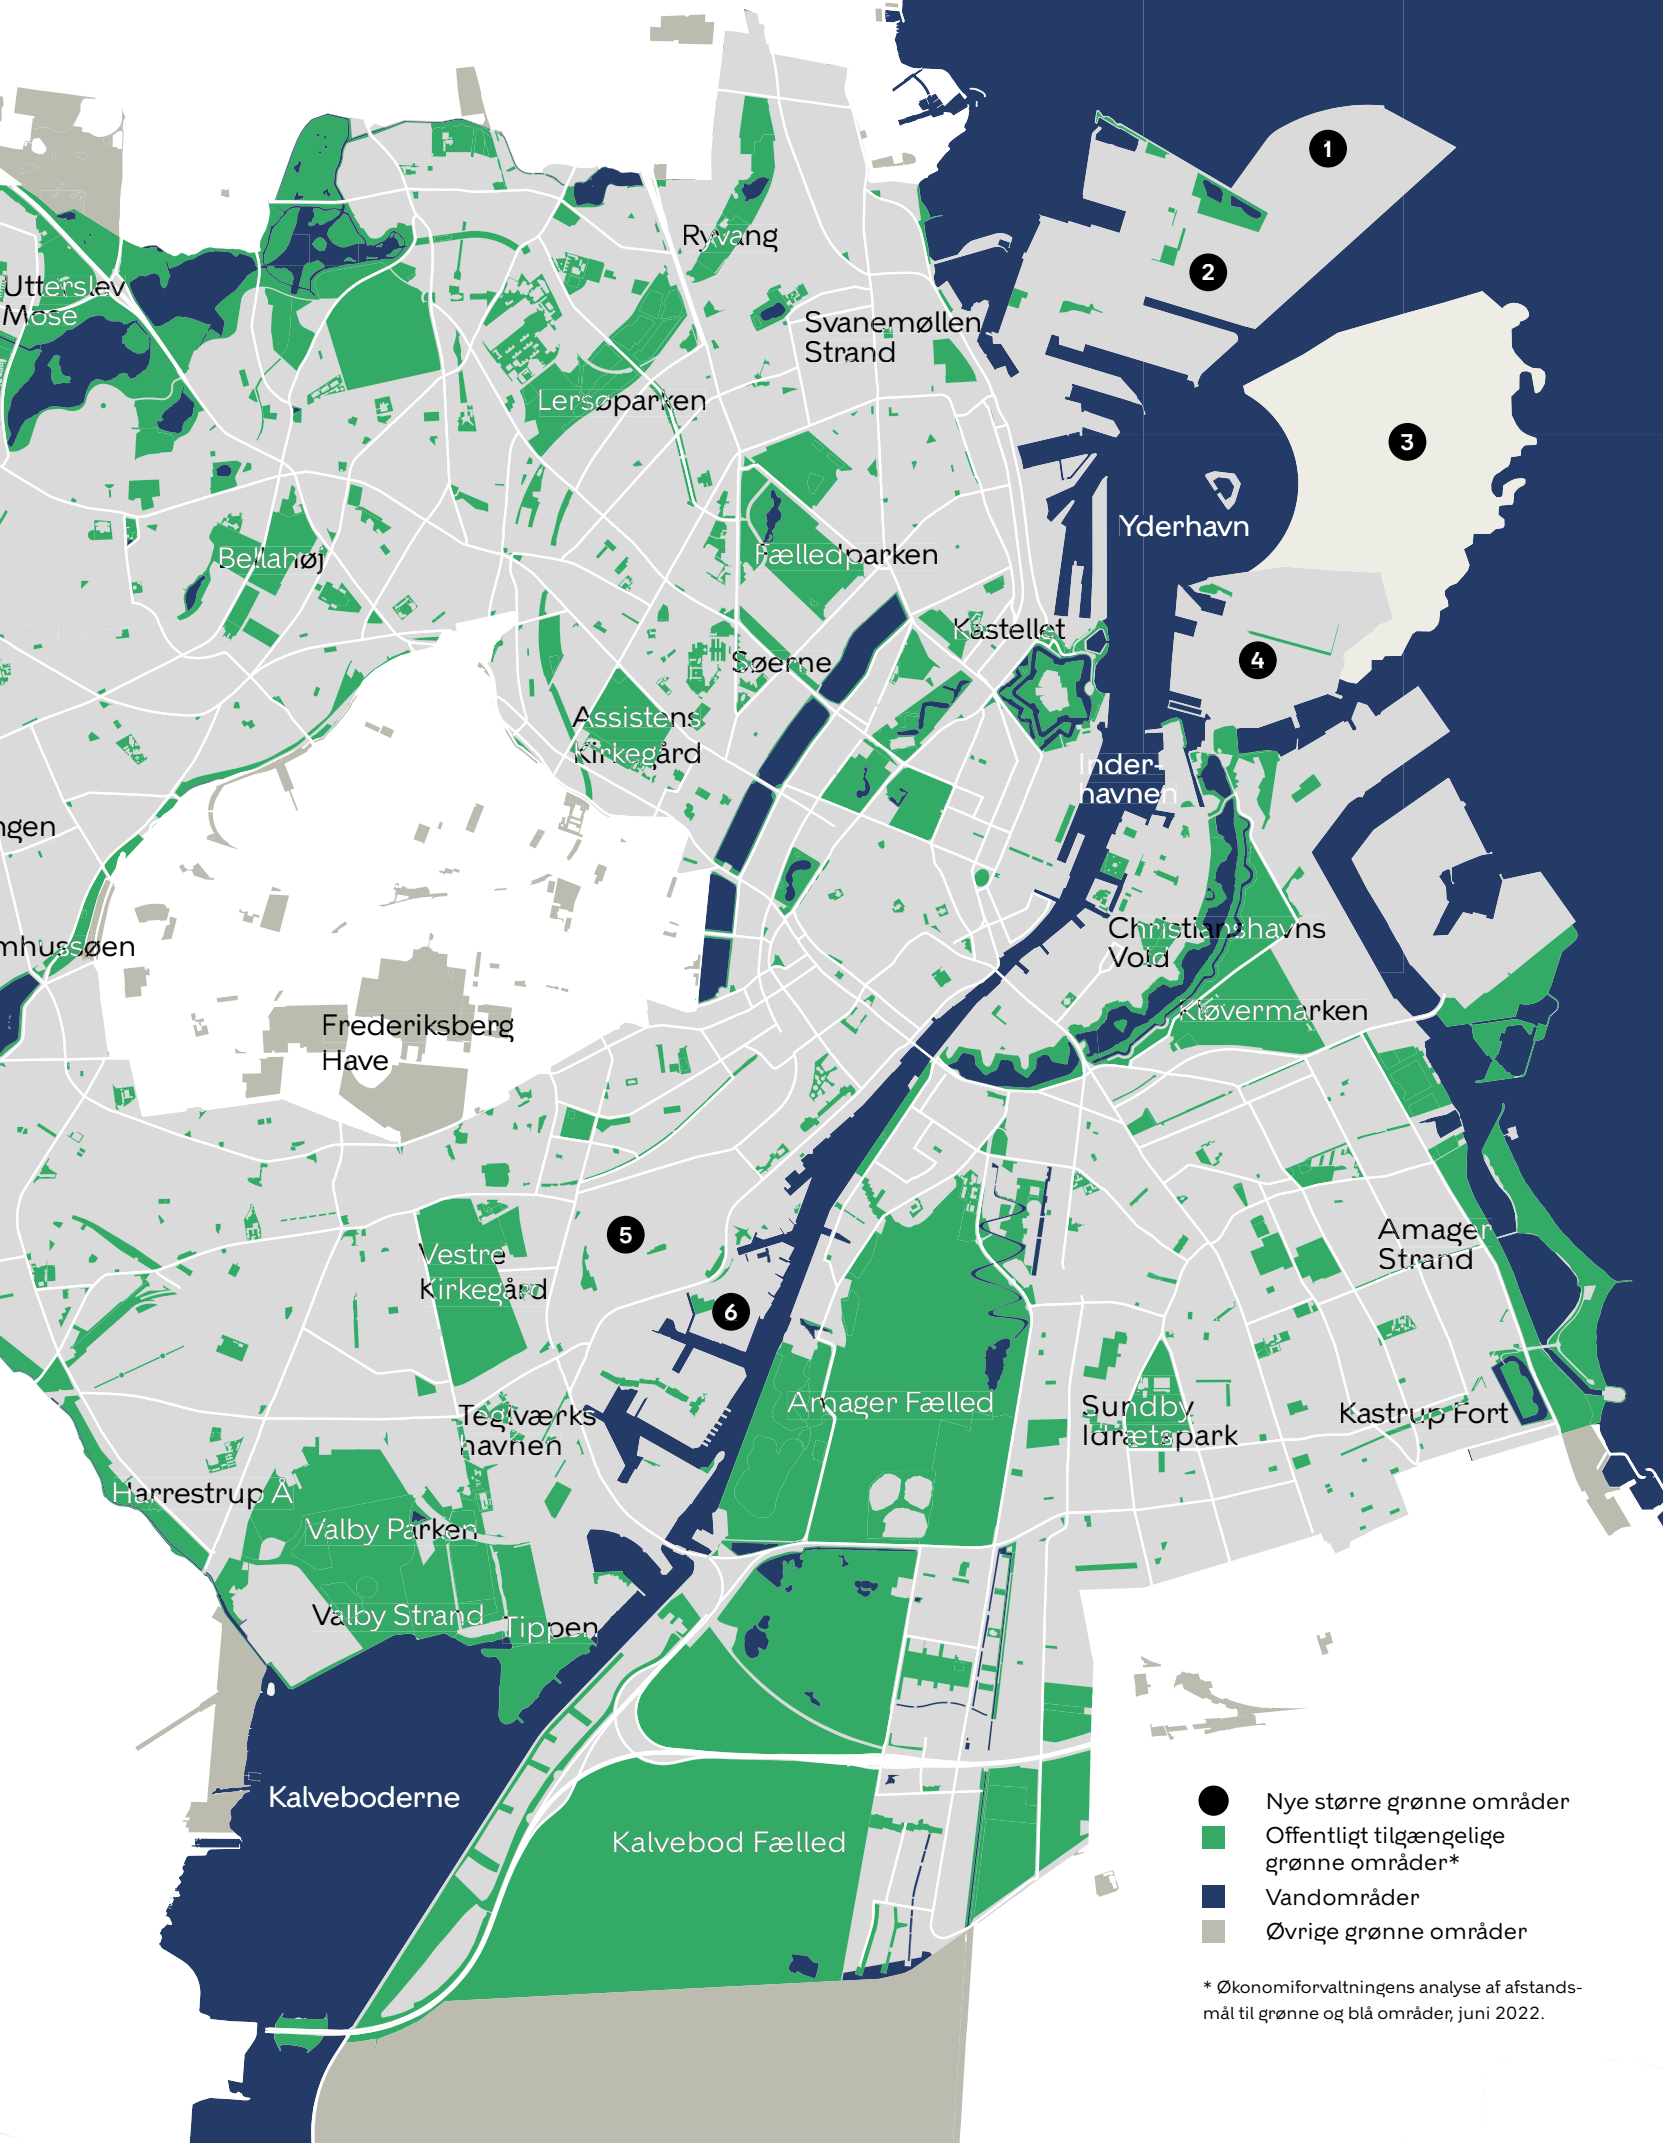 1
Ryvang
2
Utterslev
Mose
Svanemøllen
Strand
Lersøparken
3
Yderhavn
Bellahøj
Fælledparken
Kastellet
Søerne
4
Assistens
Kirkegård
Inder-
havnen
ngen
Christianshavns
Vold
mhussøen
Kløvermarken
Frederiksberg
Have
5
Amager
Strand
Vestre
Kirkegård
6
Amager Fælled
Sundby
Idrætspark
Kastrup Fort
Teglværks
havnen
Harrestrup Å
Valby Parken
Valby Strand
Tippen
Kalveboderne
Kalvebod Fælled
Nye større grønne områder
Offentligt tilgængelige
grønne områder*
Vandområder
Øvrige grønne områder
* Økonomiforvaltningens analyse af afstands-
mål til grønne og blå områder, juni 2022.